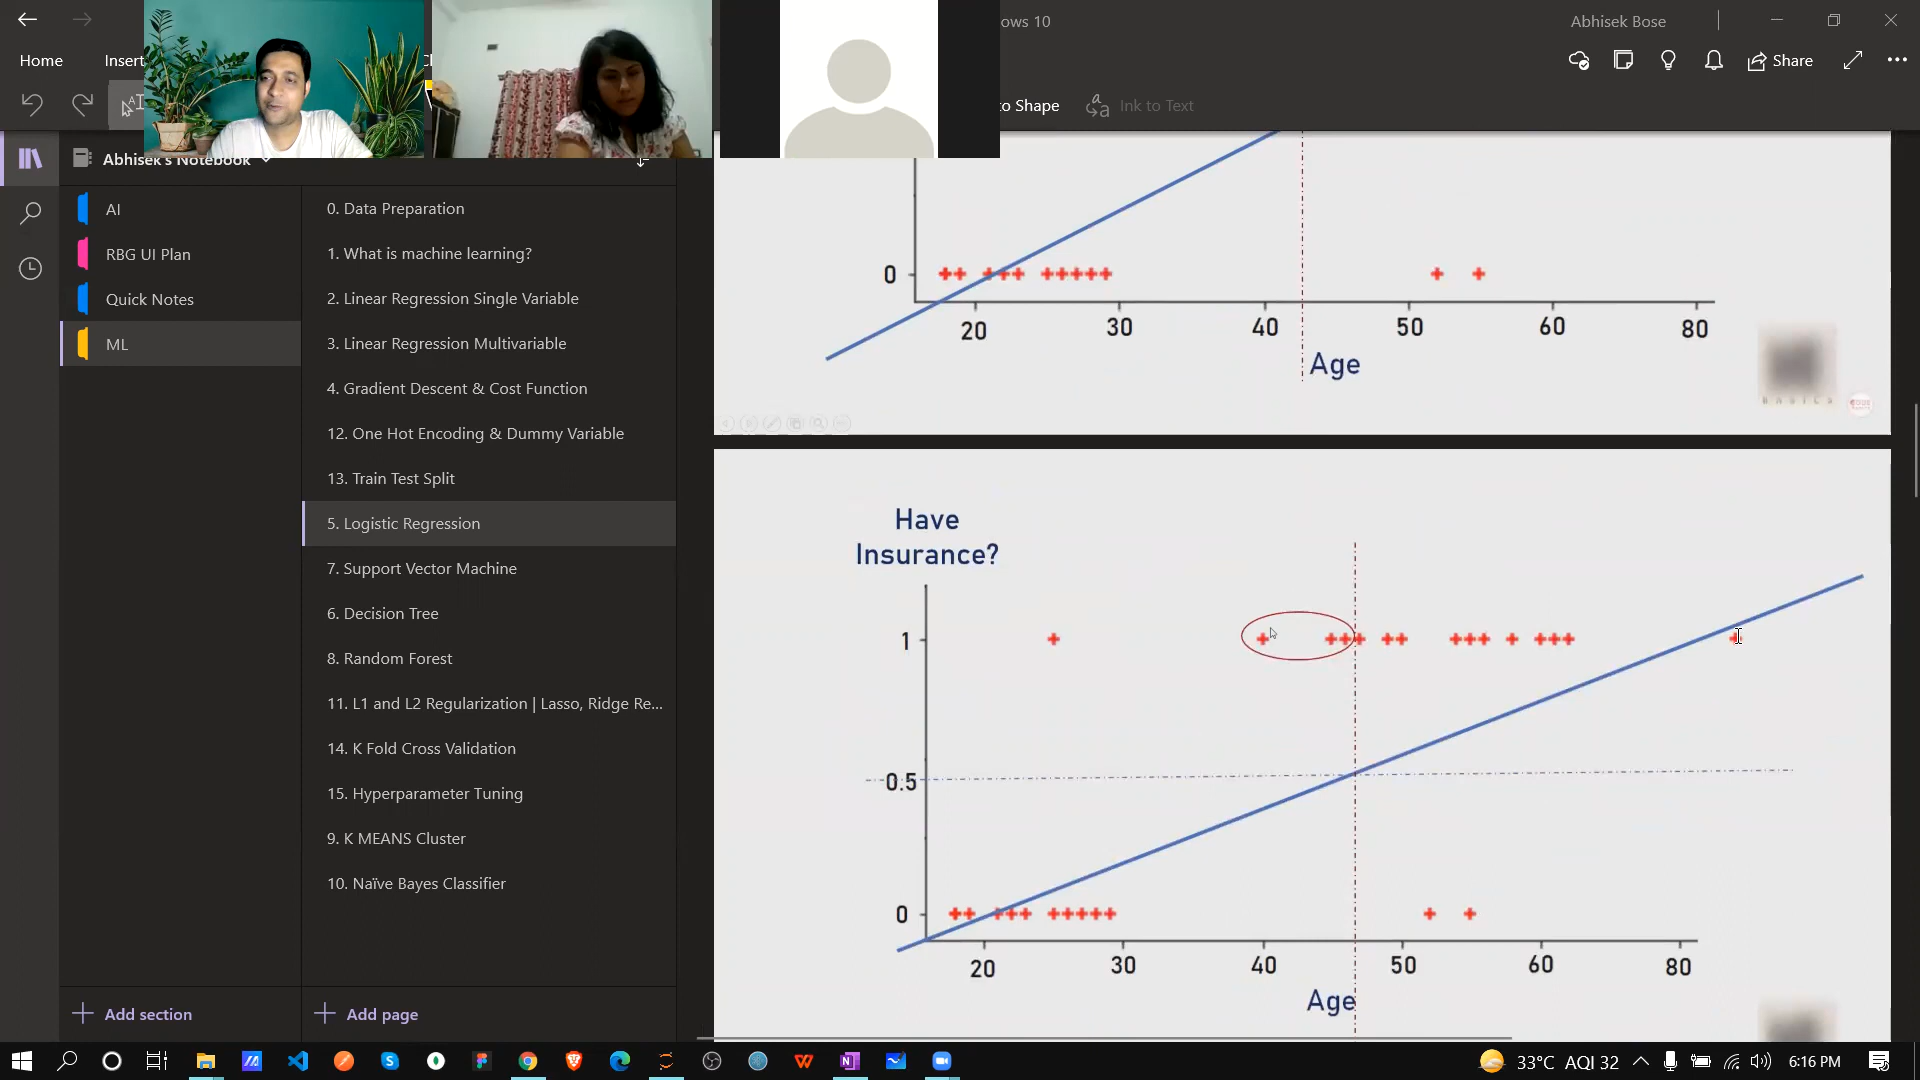 ows 10
Abhisek Bose
Home
Insert
Share
to Shape
Ink to Text
Abhisek's Notebook
AI
RBG UI Plan
Quick Notes
ML
0. Data Preparation
1. What is machine learning?
2. Linear Regression Single Variable
3. Linear Regression Multivariable
4. Gradient Descent & Cost Function
12. One Hot Encoding & Dummy Variable
13. Train Test Split
5. Logistic Regression
7. Support Vector Machine
6. Decision Tree
8. Random Forest
11. L1 and L2 Regularization | Lasso, Ridge Re...
14. K Fold Cross Validation
15. Hyperparameter Tuning
9. K MEANS Cluster
10. Naïve Bayes Classifier
Add section
Add page
0
20 30 40 50 60 80
Age
BASICS
Have
Insurance?
1
0.5
0
20 30 40 50 60 80
Age
33°C AQI 32
6:16 PM